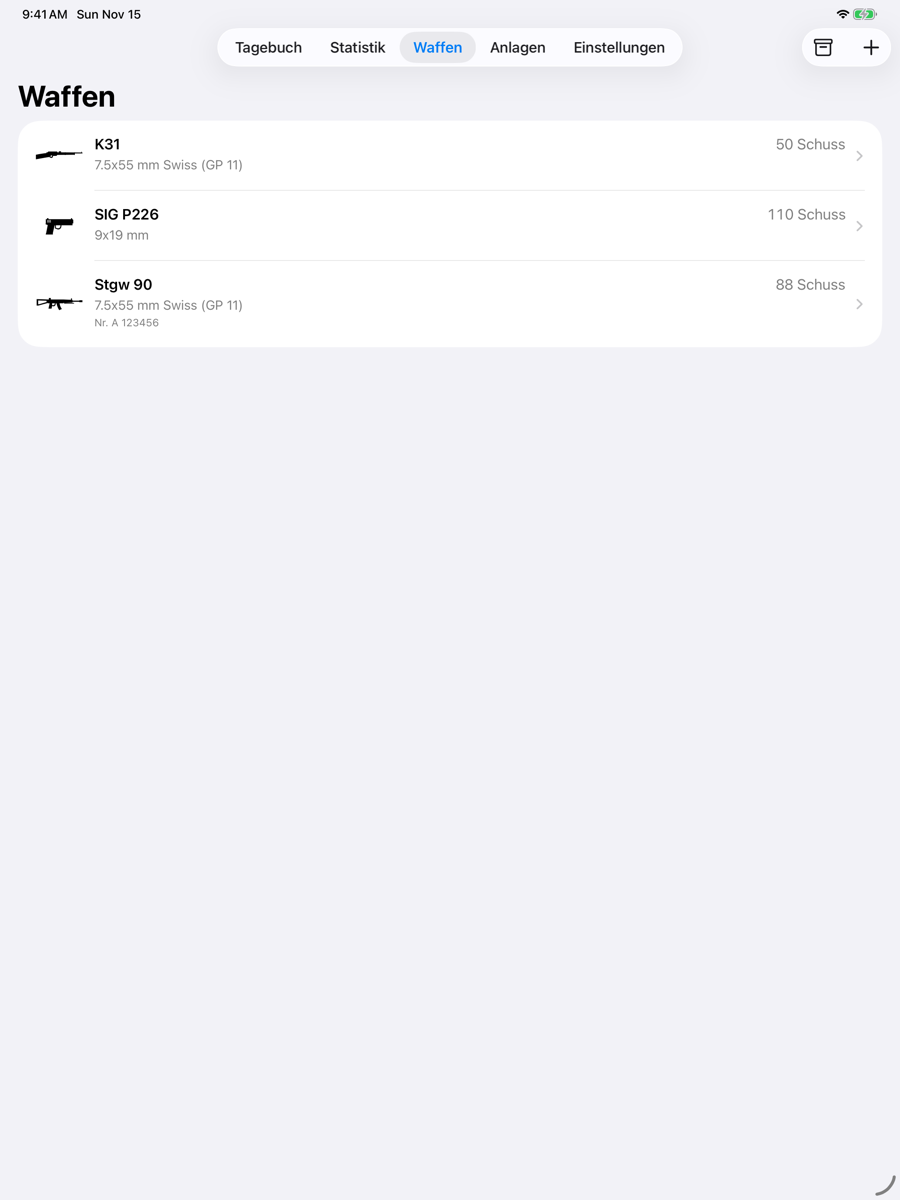 9:41 AM Sun Nov 15
Tagebuch Statistik Waffen Anlagen Einstellungen
Waffen
K31 50 Schuss
7.5x55 mm Swiss (GP 11)
SIG P226 110 Schuss
9x19 mm
Stgw 90 88 Schuss
7.5x55 mm Swiss (GP 11)
Nr. A 123456